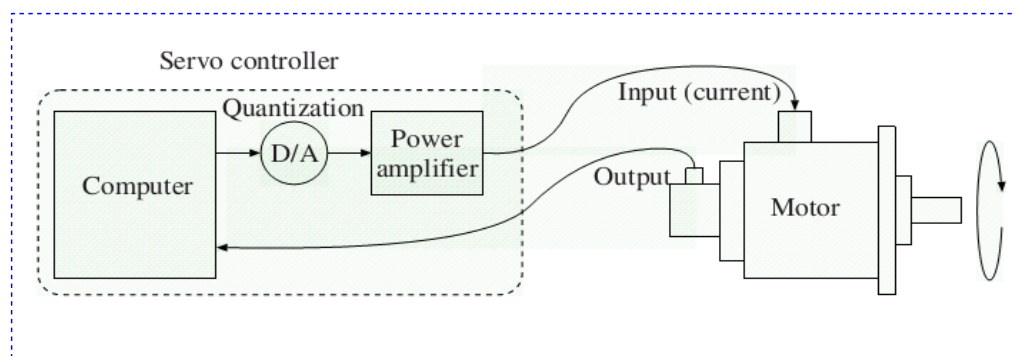 Servo controller
Quantization
Input (current)
Computer
D/A
Power
amplifier
Output
Motor